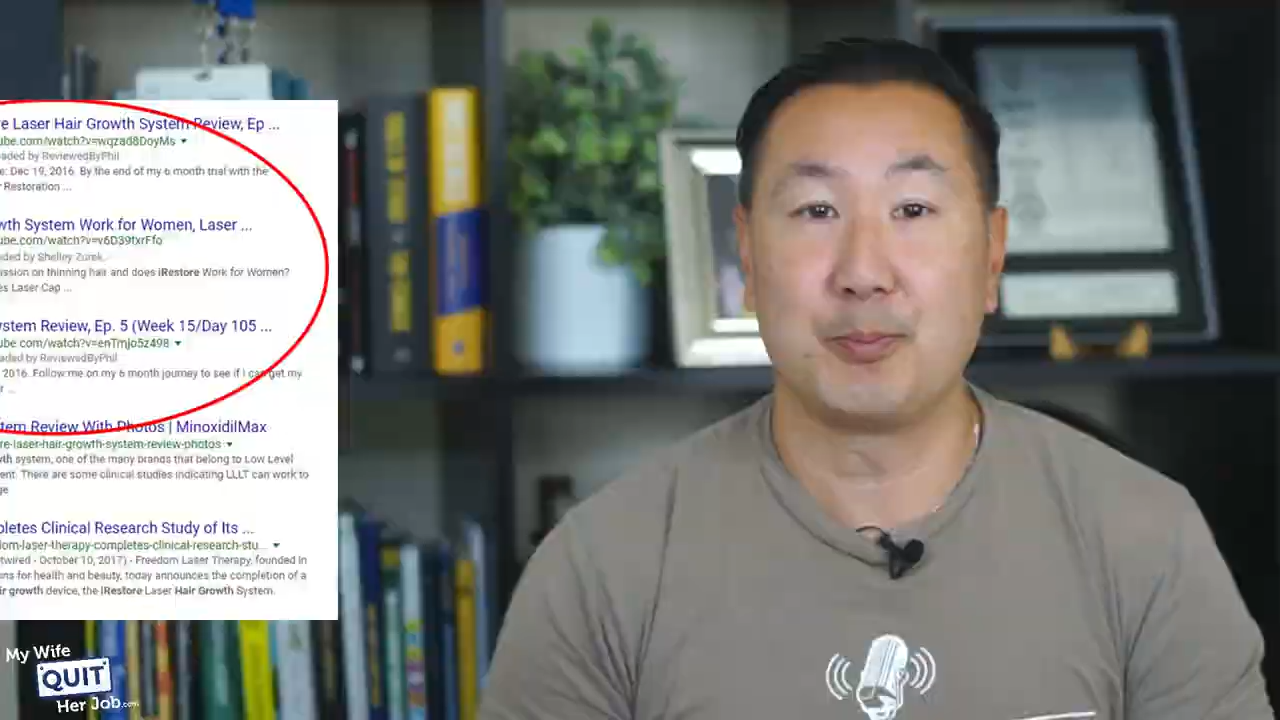 re Laser Hair Growth System Review, Ep ...
ube.com/watch?v=wqzad8DoyMs
aded by ReviewedByPhil
e: Dec 19, 2016. By the end of my 6 month trial with the
r Restoration ...
wth System Work for Women, Laser ...
ube.com/watch?v=v6D39txrFfo
ded by Shelley Zurek
ussion on thinning hair and does iRestore Work for Women?
es Laser Cap ...
ystem Review, Ep. 5 (Week 15/Day 105 ...
ube.com/watch?v=enTmjo5z498
aded by ReviewedByPhil
2016. Follow me on my 6 month journey to see if I can get my
r ...
tem Review With Photos | MinoxidilMax
re-laser-hair-growth-system-review-photos
wth system, one of the many brands that belong to Low Level
ent. There are some clinical studies indicating LLLT can work to
ge
pletes Clinical Research Study of Its ...
dom-laser-therapy-completes-clinical-research-stu...
twired - October 10, 2017) - Freedom Laser Therapy, founded in
ons for health and beauty, today announces the completion of a
ir growth device, the iRestore Laser Hair Growth System.
My Wife
QUIT
Her Job.com